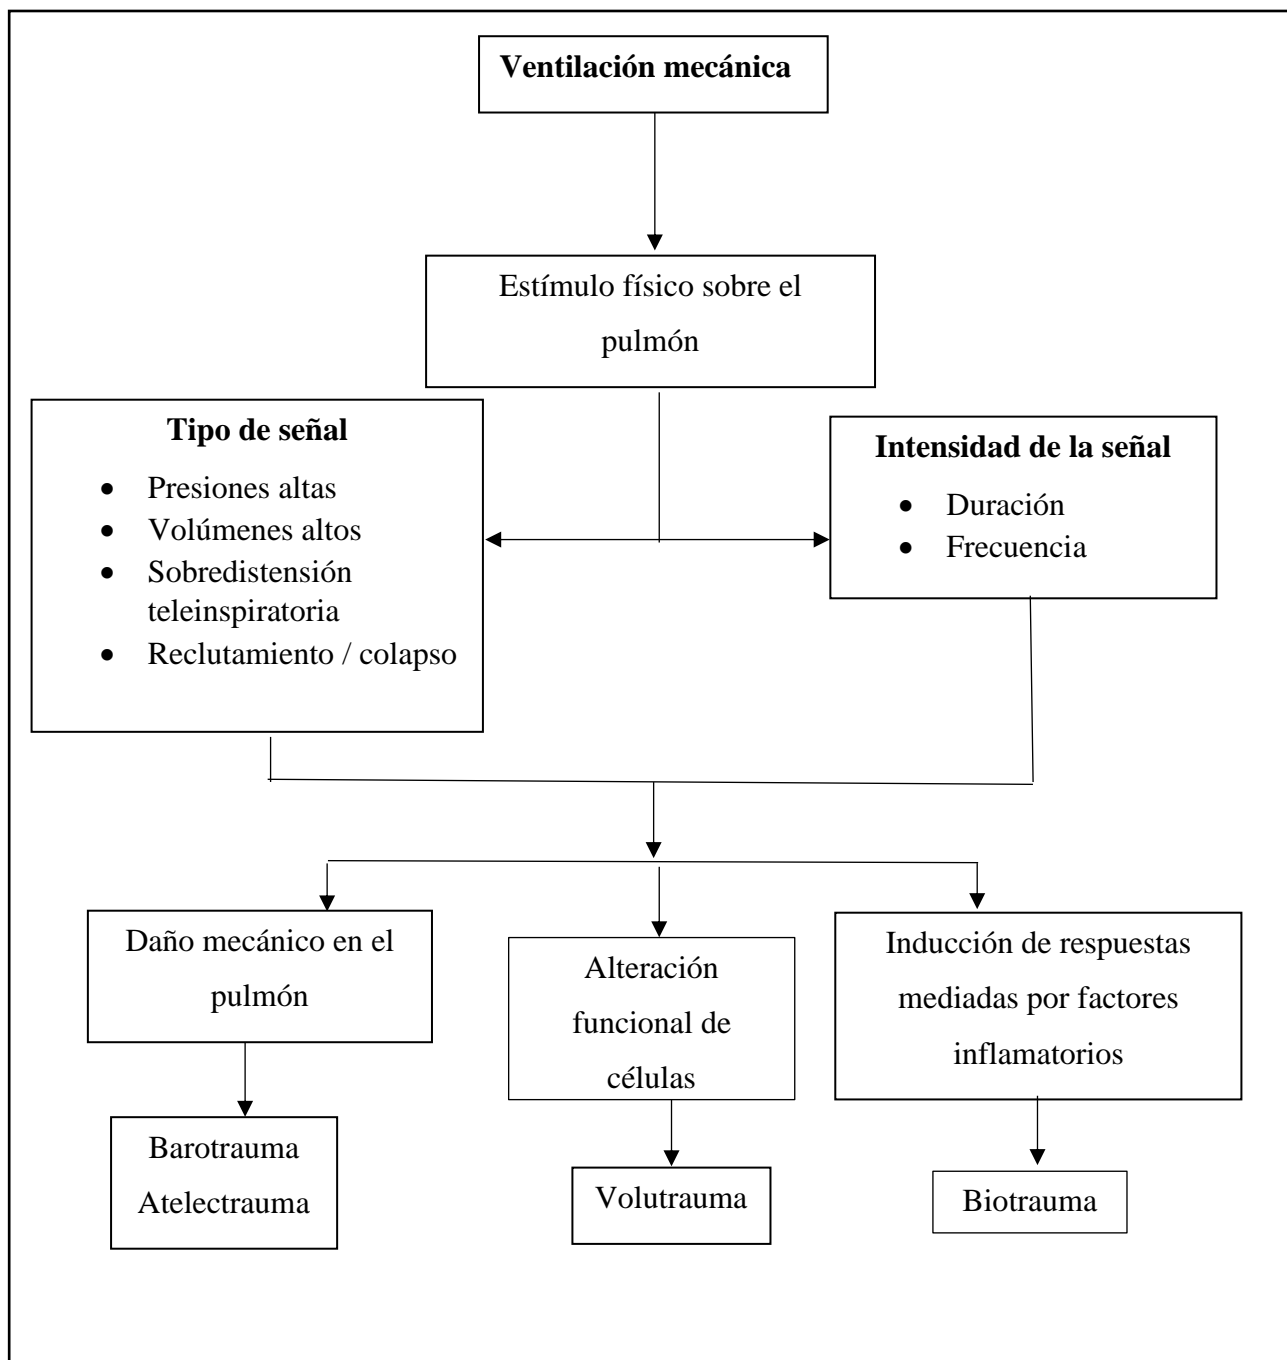 Ventilación mecánica
Estímulo físico sobre el
pulmón
Tipo de señal
• Presiones altas
• Volúmenes altos
• Sobredistensión
teleinspiratoria
• Reclutamiento / colapso
Intensidad de la señal
• Duración
• Frecuencia
Daño mecánico en el
pulmón
Alteración
funcional de
células
Inducción de respuestas
mediadas por factores
inflamatorios
Barotrauma
Atelectrauma
Volutrauma
Biotrauma